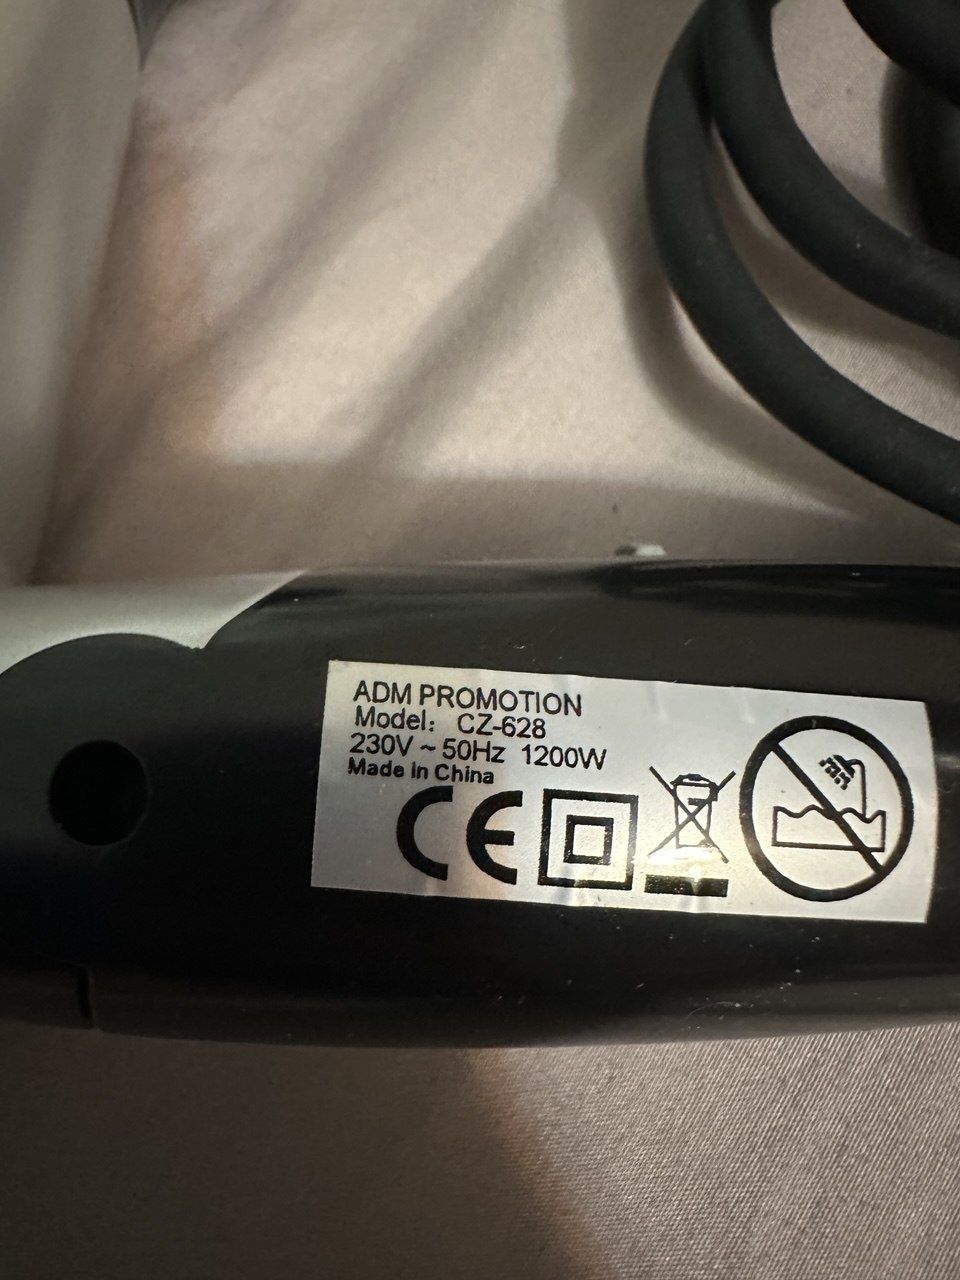 ADM PROMOTION
Model: CZ-628
230V ~ 50Hz 1200W
Made in China
CE